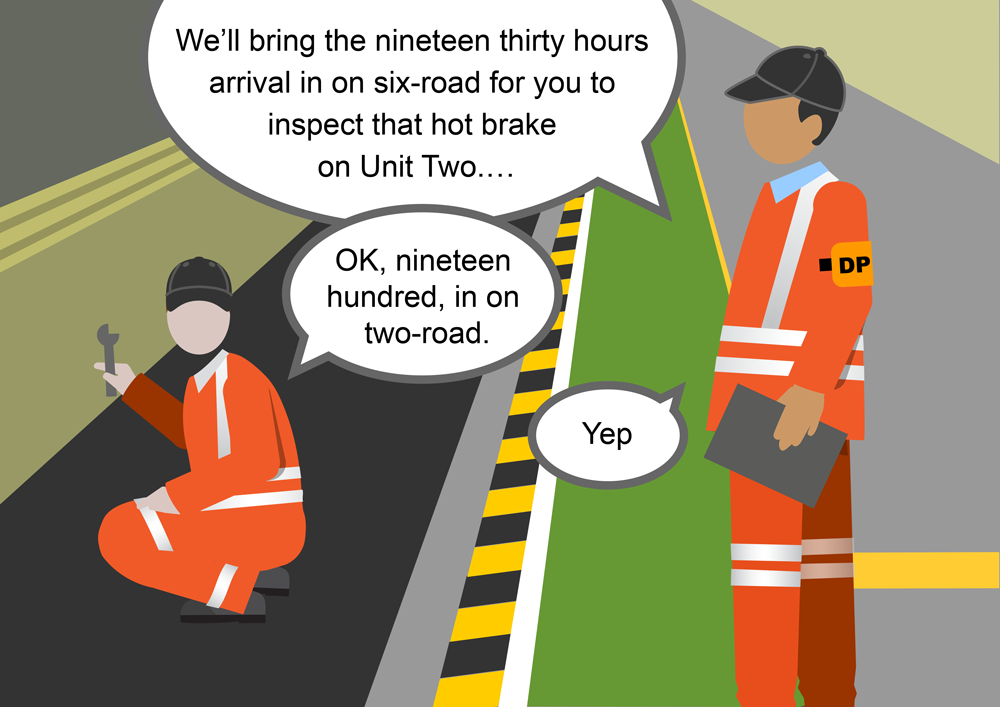 We’ll bring the nineteen thirty hours
arrival in on six-road for you to
inspect that hot brake
on Unit Two.…
OK, nineteen
hundred, in on
two-road.
Yep
DP